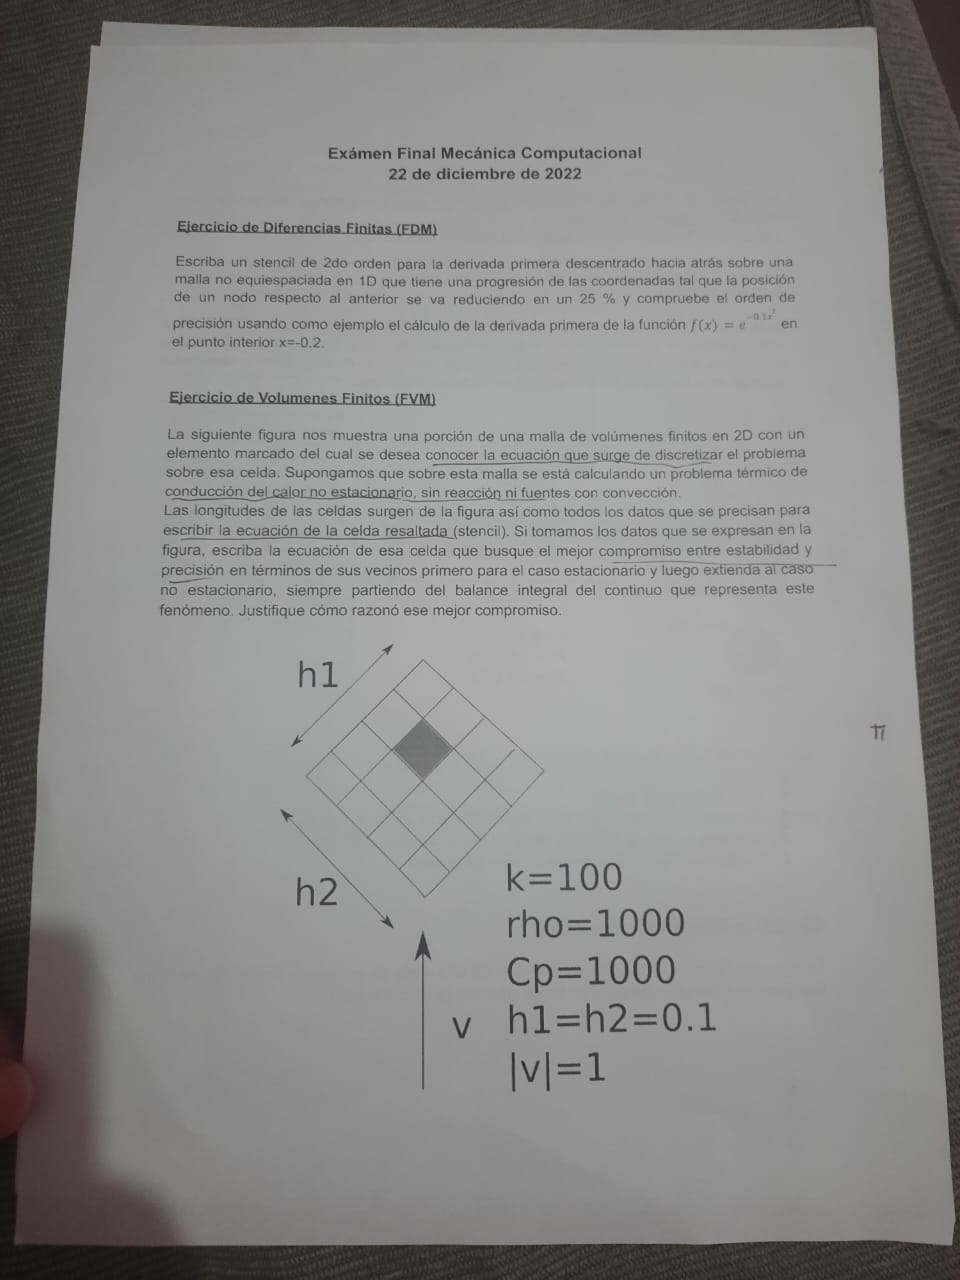 Exámen Final Mecánica Computacional
22 de diciembre de 2022
Ejercicio de Diferencias Finitas (FDM)
Escriba un stencil de 2do orden para la derivada primera descentrado hacia atrás sobre una
malla no equiespaciada en 1D que tiene una progresión de las coordenadas tal que la posición
de un nodo respecto al anterior se va reduciendo en un 25 % y compruebe el orden de
precisión usando como ejemplo el cálculo de la derivada primera de la función f(x) = e^{-0.1x^2} en
el punto interior x=-0.2.
Ejercicio de Volumenes Finitos (FVM)
La siguiente figura nos muestra una porción de una malla de volúmenes finitos en 2D con un
elemento marcado del cual se desea conocer la ecuación que surge de discretizar el problema
sobre esa celda. Supongamos que sobre esta malla se está calculando un problema térmico de
conducción del calor no estacionario, sin reacción ni fuentes con convección.
Las longitudes de las celdas surgen de la figura así como todos los datos que se precisan para
escribir la ecuación de la celda resaltada (stencil). Si tomamos los datos que se expresan en la
figura, escriba la ecuación de esa celda que busque el mejor compromiso entre estabilidad y
precisión en términos de sus vecinos primero para el caso estacionario y luego extienda al caso
no estacionario, siempre partiendo del balance integral del continuo que representa este
fenómeno. Justifique cómo razonó ese mejor compromiso.
h1
h2
v
k=100
rho=1000
Cp=1000
h1=h2=0.1
|v|=1